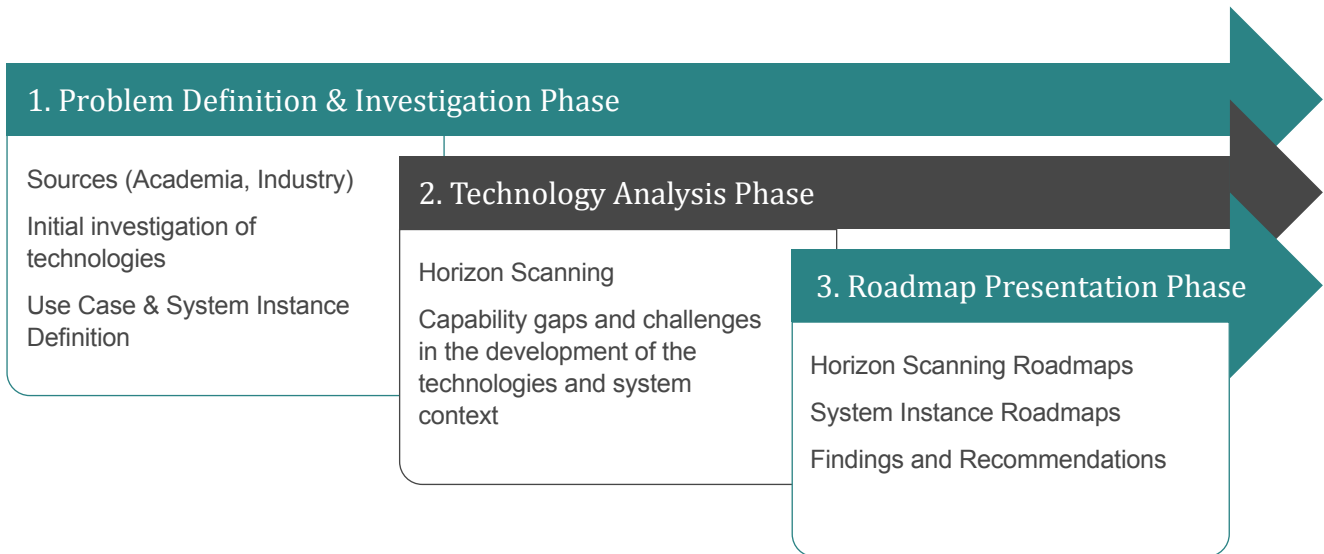 1. Problem Definition & Investigation Phase
Sources (Academia, Industry)
Initial investigation of
technologies
Use Case & System Instance
Definition
2. Technology Analysis Phase
Horizon Scanning
Capability gaps and challenges
in the development of the
technologies and system
context
3. Roadmap Presentation Phase
Horizon Scanning Roadmaps
System Instance Roadmaps
Findings and Recommendations